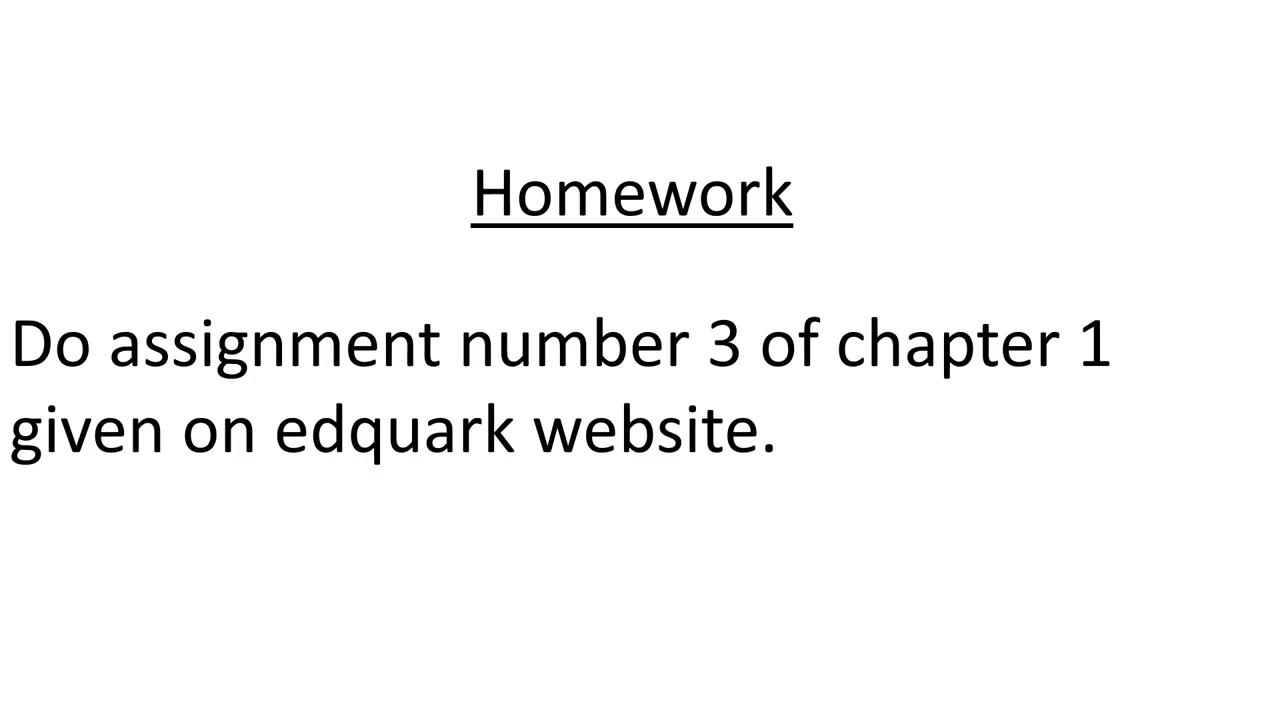 Homework
Do assignment number 3 of chapter 1
given on edquark website.